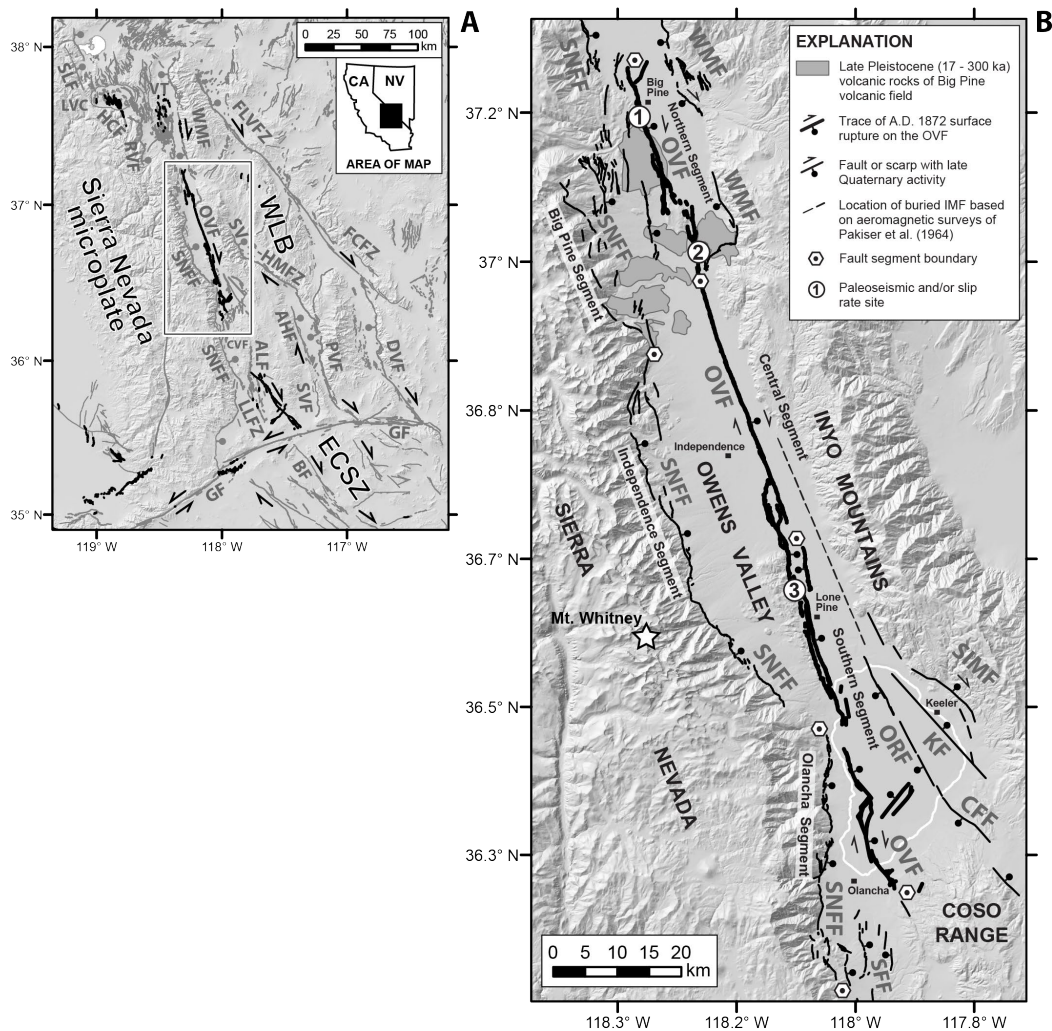 A
38° N
37° N
36° N
35° N
119° W
118° W
117° W
0 25 50 75 100
km
CA NV
AREA OF MAP
SLF
LVC
HCF
RVF
VT
WMF
FLVFZ
Sierra Nevada
microplate
OVF
SVF
WLB
HMFZ
FCFZ
SNFF
AHF
PVF
DVF
CVF
SNFF
ALF
LLFZ
SVF
GF
ECSZ
BF
GF
B
EXPLANATION
Late Pleistocene (17 - 300 ka)
volcanic rocks of Big Pine
volcanic field
Trace of A.D. 1872 surface
rupture on the OVF
Fault or scarp with late
Quaternary activity
Location of buried IMF based
on aeromagnetic surveys of
Pakiser et al. (1964)
Fault segment boundary
1
Paleoseismic and/or slip
rate site
37.2° N
37° N
36.8° N
36.7° N
36.5° N
36.3° N
118.3° W
118.2° W
118° W
117.8° W
SNFF
WMF
Big
Pine
1
Northern Segment
OVF
WMF
SNFF
Big Pine Segment
2
OVF
Central Segment
INYO MOUNTAINS
Independence
SNFF
Independence Segment
OWENS VALLEY
SIERRA
3
Lone
Pine
Mt. Whitney
SNFF
Southern Segment
SIMF
Keeler
KF
ORF
NEVADA
Olancha Segment
CFF
OVF
Olancha
SNFF
COSO
RANGE
SFF
0 5 10 15 20
km